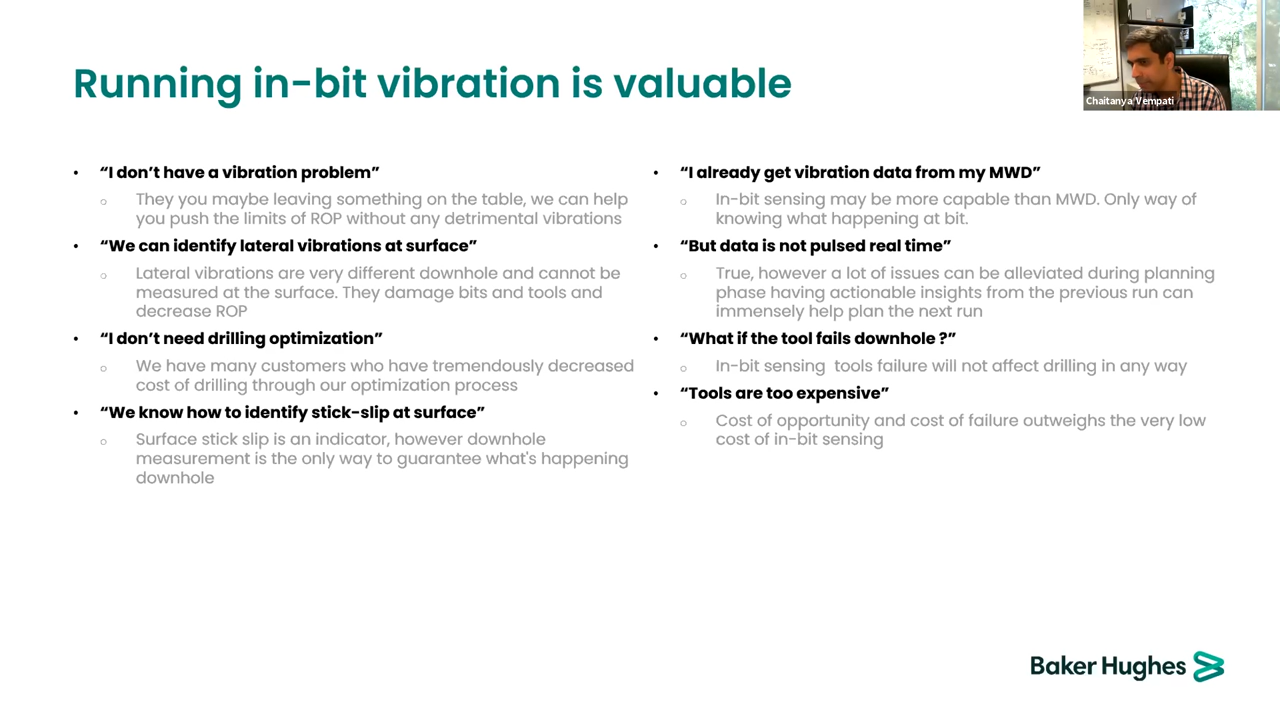 Running in-bit vibration is valuable
Chaitanya Vempati
• “I don’t have a vibration problem”
○ They you maybe leaving something on the table, we can help
you push the limits of ROP without any detrimental vibrations
• “We can identify lateral vibrations at surface”
○ Lateral vibrations are very different downhole and cannot be
measured at the surface. They damage bits and tools and
decrease ROP
• “I don’t need drilling optimization”
○ We have many customers who have tremendously decreased
cost of drilling through our optimization process
• “We know how to identify stick-slip at surface”
○ Surface stick slip is an indicator, however downhole
measurement is the only way to guarantee what's happening
downhole
• “I already get vibration data from my MWD”
○ In-bit sensing may be more capable than MWD. Only way of
knowing what happening at bit.
• “But data is not pulsed real time”
○ True, however a lot of issues can be alleviated during planning
phase having actionable insights from the previous run can
immensely help plan the next run
• “What if the tool fails downhole ?”
○ In-bit sensing  tools failure will not affect drilling in any way
• “Tools are too expensive”
○ Cost of opportunity and cost of failure outweighs the very low
cost of in-bit sensing
Baker Hughes